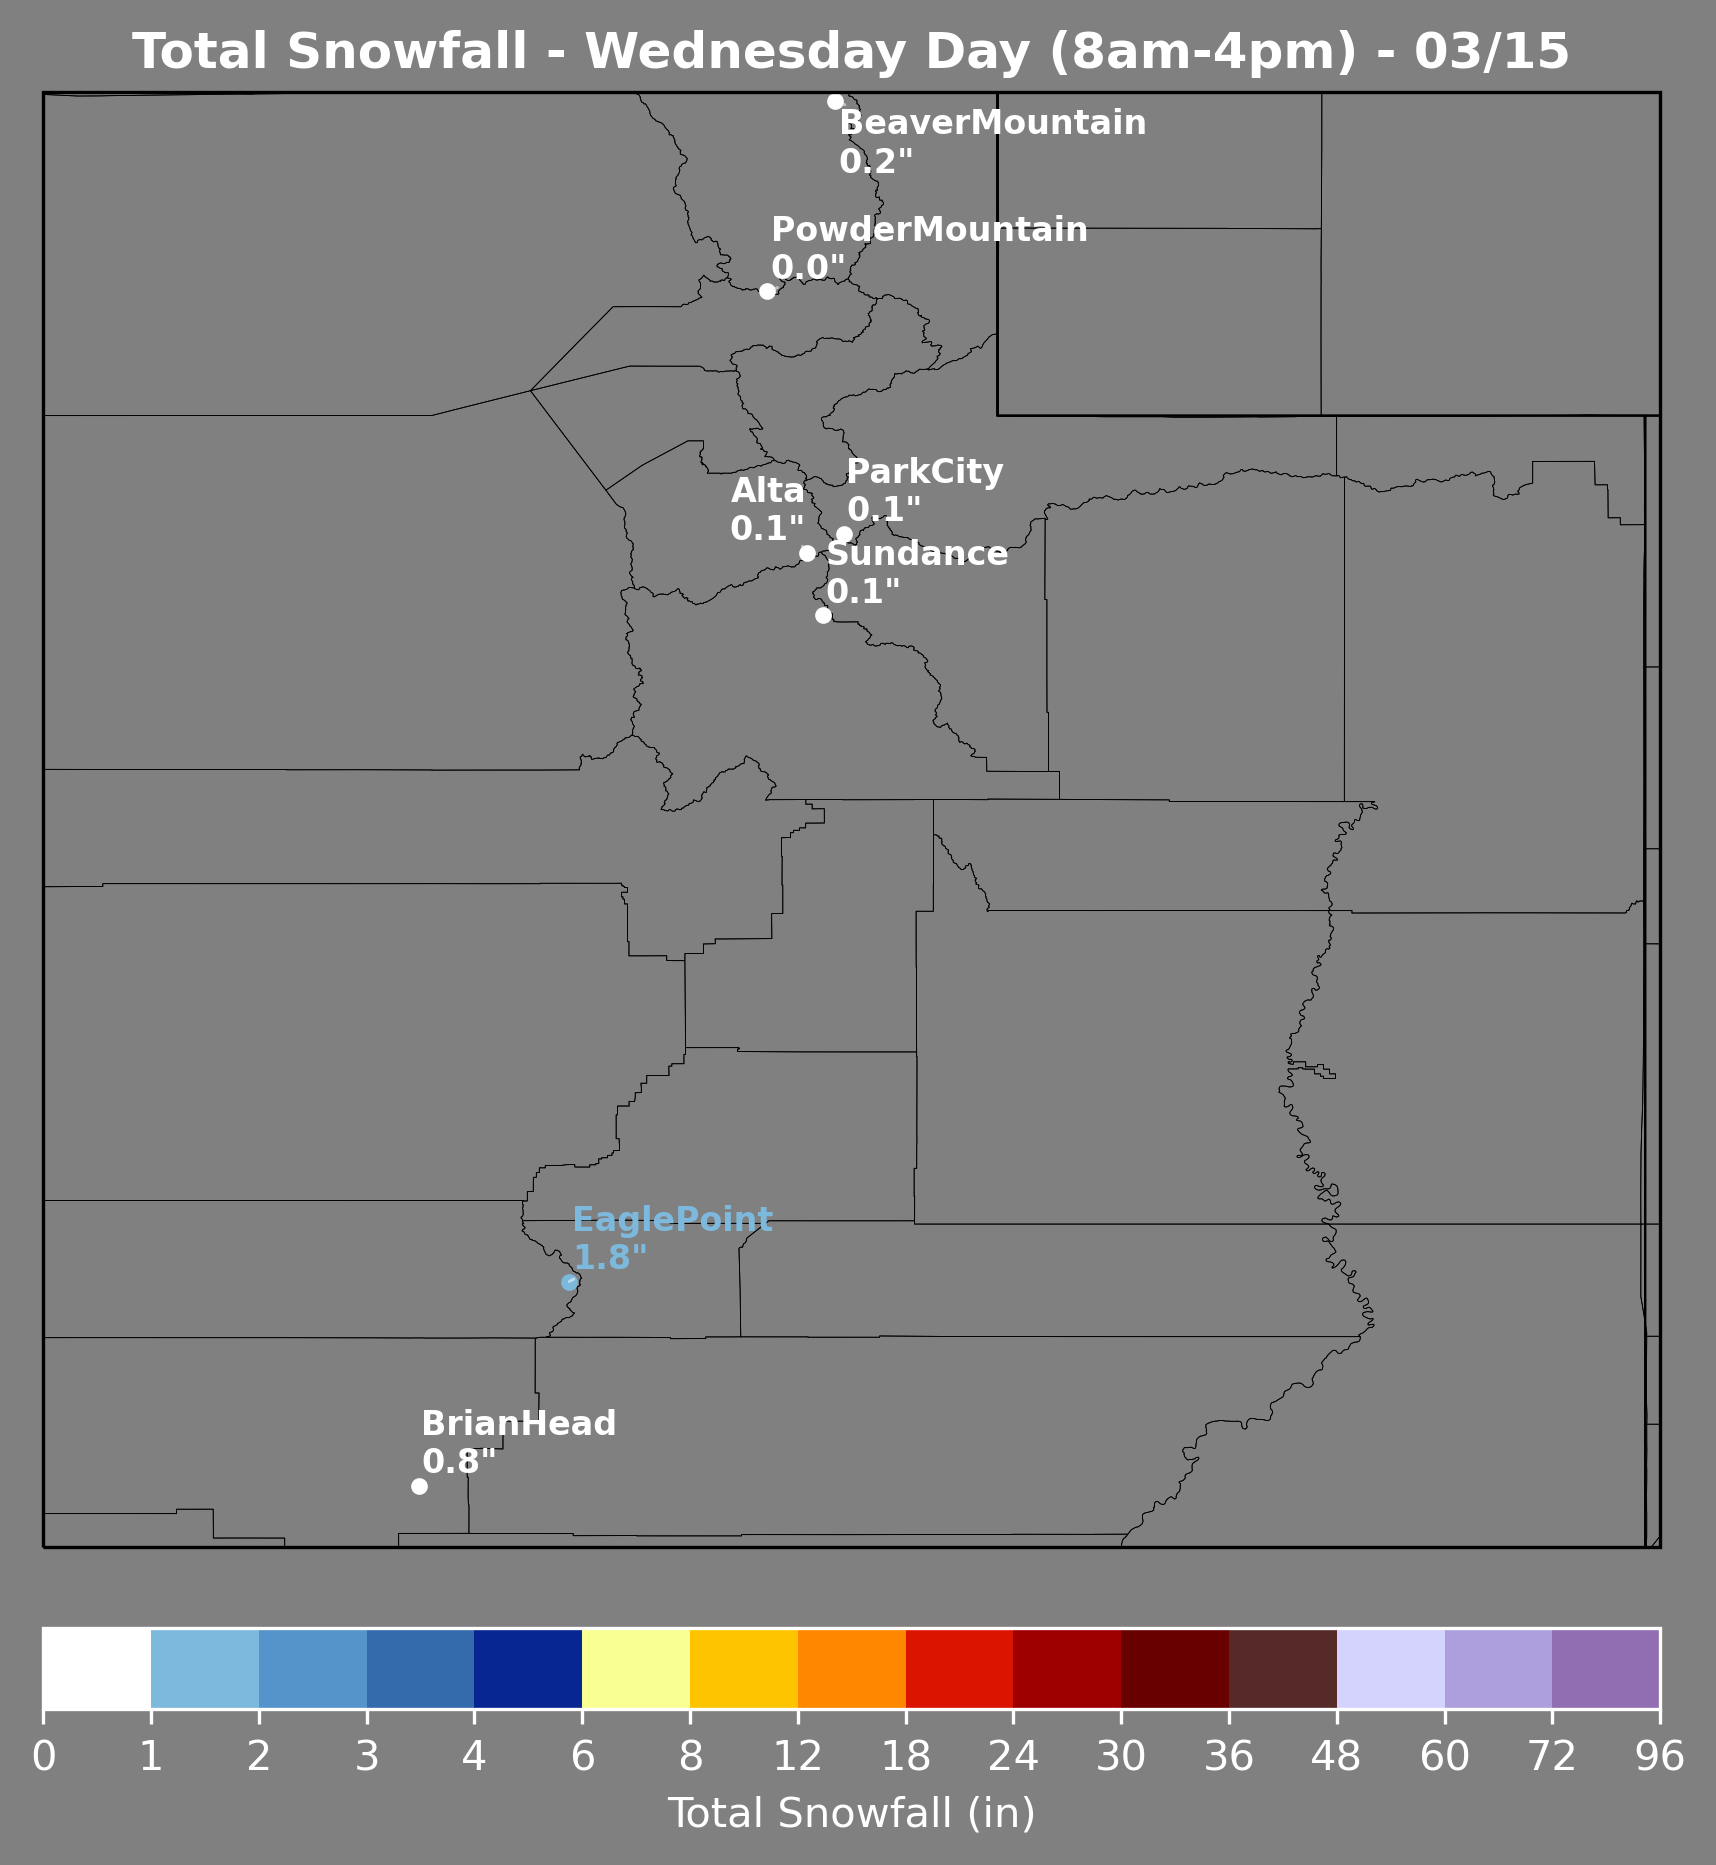 Total Snowfall - Wednesday Day (8am-4pm) - 03/15
BeaverMountain
0.2"
PowderMountain
0.0"
ParkCity
0.1"
Alta
0.1"
Sundance
0.1"
EaglePoint
1.8"
BrianHead
0.8"
0 1 2 3 4 6 8 12 18 24 30 36 48 60 72 96
Total Snowfall (in)